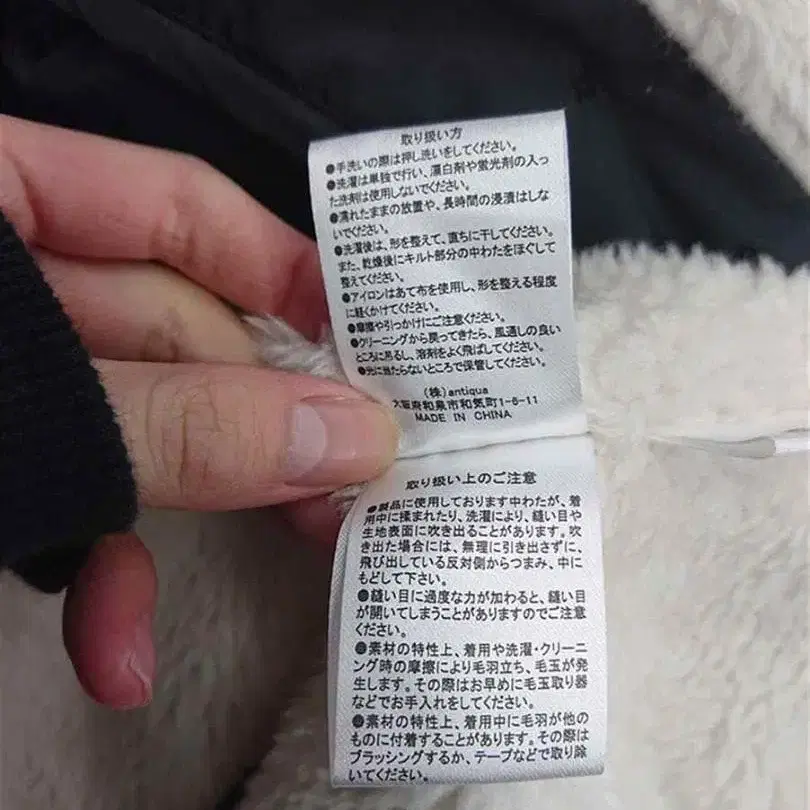 取り扱い方
●手洗いの際は押し洗いをしてください。
●洗濯は単独で行い、漂白剤や蛍光剤の入っ
た洗剤は使用しないでください。
●濡れたままの放置や、長時間の浸漬はしな
いでください。
●洗濯後は、形を整えて、直ちに干してください。
また、乾燥後にキルト部分の中わたをほぐして
整えてください。
●アイロンはあて布を使用し、形を整える程度
に軽くかけてください。
●摩擦や引っかけにご注意ください。
●クリーニングから戻ってきたら、風通しの良い
ところに吊るし、溶剤をよく飛ばしてください。
●光に当たらないところで保管してください。
(株)antiqua
大阪府和泉市和気町1-6-11
MADE IN CHINA
取り扱い上のご注意
●製品に使用しております中わたが、着
用中に揉まれたり、洗濯により、縫い目や
生地表面に吹き出ることがあります。吹
き出た場合には、無理に引き出さずに、
飛び出している反対側からつまみ、中に
もどして下さい。
●縫い目に過度な力が加わると、縫い目
が開いてしまうことがありますのでご注意
ください。
●素材の特性上、着用や洗濯・クリーニ
ング時の摩擦により毛羽立ち、毛玉が発
生します。その際はお早めに毛玉取り器
などでお手入れをしてください。
●素材の特性上、着用中に毛羽が他の
ものに付着することがあります。その際は
ブラッシングするか、テープなどで取り除
いてください。